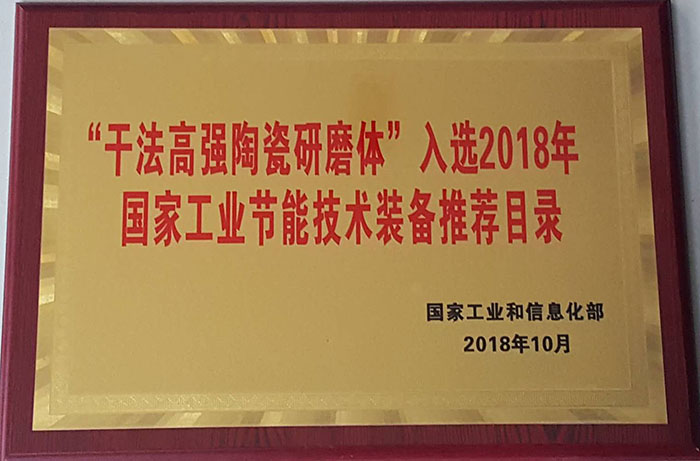 “干法高强陶瓷研磨体”入选2018年
国家工业节能技术装备推荐目录
国家工业和信息化部
2018年10月